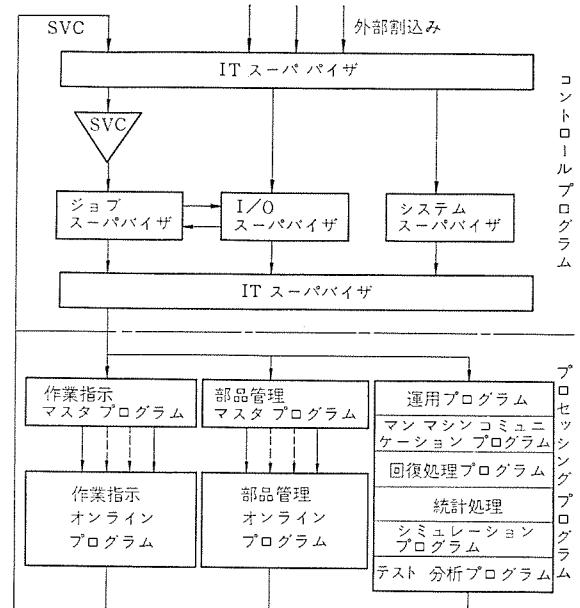 SVC
外部割込み
IT スーパバイザ
SVC
ジョブ
スーパバイザ
I/O
スーパバイザ
システム
スーパバイザ
IT スーパバイザ
コントロールプログラム
作業指示
マスタプログラム
部品管理
マスタプログラム
作業指示
オンライン
プログラム
部品管理
オンライン
プログラム
運用プログラム
マン マシン コミュニ
ケーション プログラム
回復処理プログラム
統計処理
シミュレーション
プログラム
テスト 分析プログラム
プロセッシングプログラム